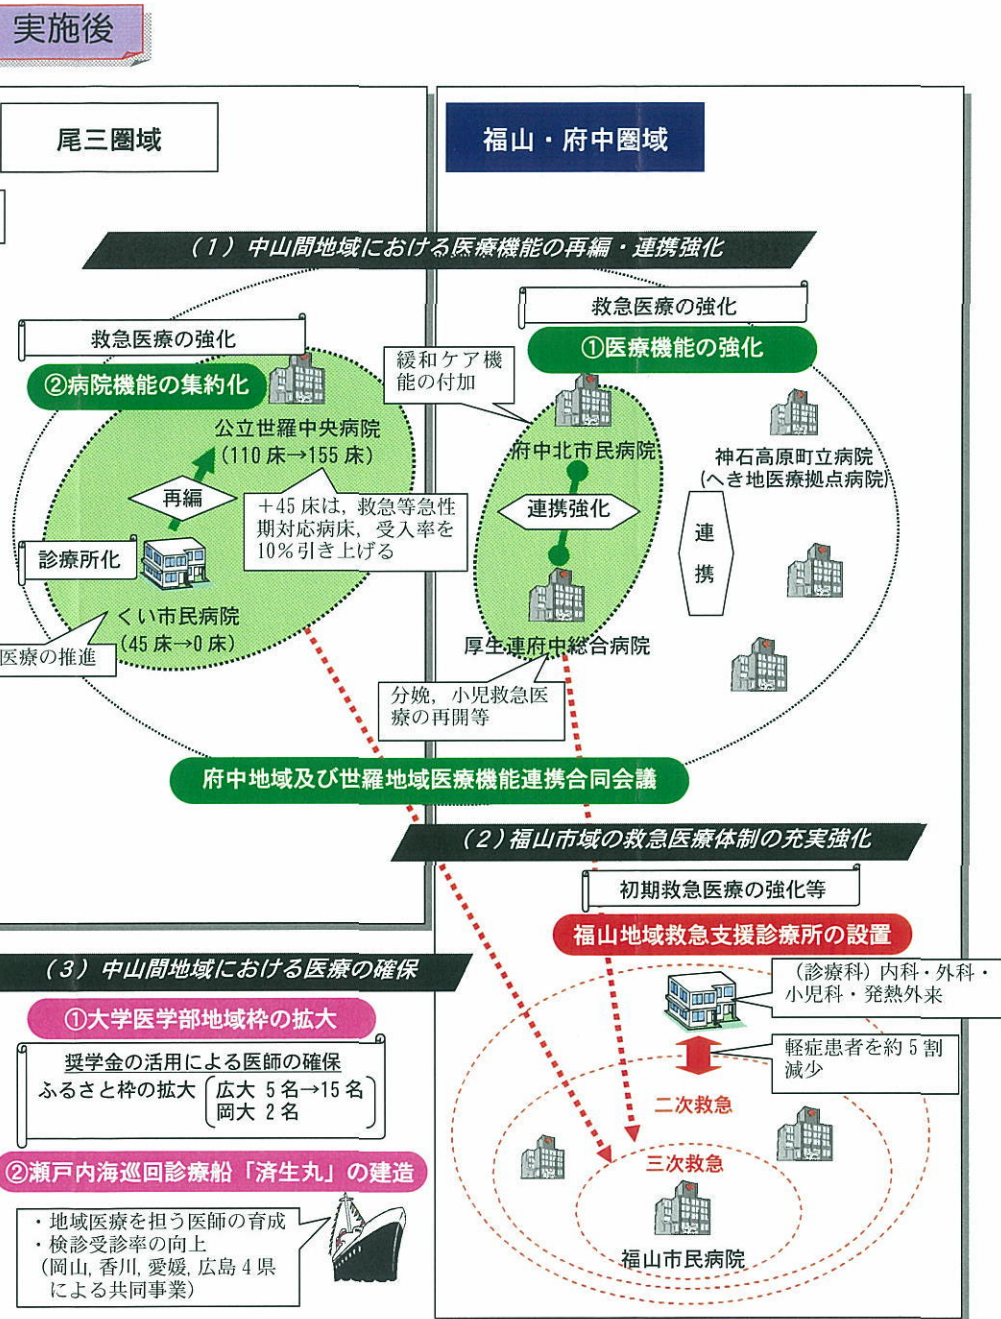 実施後
尾三圏域
福山・府中圏域
(1) 中山間地域における医療機能の再編・連携強化
救急医療の強化
②病院機能の集約化
公立世羅中央病院
(110床→155床)
再編
+45床は，救急等急性
期対応病床，受入率を
10%引き上げる
診療所化
くい市民病院
(45床→0床)
医療の推進
救急医療の強化
①医療機能の強化
緩和ケア機
能の付加
府中北市民病院
連携強化
厚生連府中総合病院
分娩，小児救急医
療の再開等
神石高原町立病院
(へき地医療拠点病院)
連
携
府中地域及び世羅地域医療機能連携合同会議
(2) 福山市域の救急医療体制の充実強化
初期救急医療の強化等
福山地域救急支援診療所の設置
(診療科) 内科・外科・
小児科・発熱外来
軽症患者を約5割
減少
二次救急
三次救急
福山市民病院
(3) 中山間地域における医療の確保
①大学医学部地域枠の拡大
奨学金の活用による医師の確保
ふるさと枠の拡大 広大 5名→15名
岡大 2名
②瀬戸内海巡回診療船「済生丸」の建造
・地域医療を担う医師の育成
・検診受診率の向上
(岡山,香川,愛媛,広島4県
による共同事業)